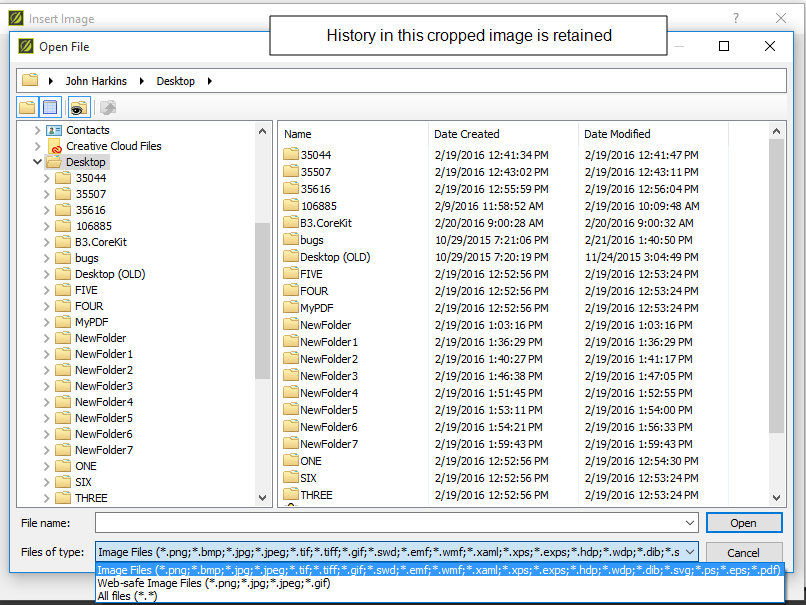 Insert Image
History in this cropped image is retained
Open File
John Harkins Desktop
Contacts
Creative Cloud Files
Desktop
35044
35507
35616
106885
B3.CoreKit
bugs
Desktop (OLD)
FIVE
FOUR
MyPDF
NewFolder
NewFolder1
NewFolder2
NewFolder3
NewFolder4
NewFolder5
NewFolder6
NewFolder7
ONE
SIX
THREE
Name Date Created Date Modified
35044 2/19/2016 12:41:34 PM 2/19/2016 12:41:47 PM
35507 2/19/2016 12:43:02 PM 2/19/2016 12:43:11 PM
35616 2/19/2016 12:55:59 PM 2/19/2016 12:56:04 PM
106885 2/9/2016 11:58:52 AM 2/19/2016 10:09:48 AM
B3.CoreKit 2/20/2016 9:00:28 AM 2/20/2016 9:00:32 AM
bugs 10/29/2015 7:21:06 PM 2/21/2016 1:40:50 PM
Desktop (OLD) 10/29/2015 7:20:19 PM 11/24/2015 3:04:49 PM
FIVE 2/19/2016 12:52:56 PM 2/19/2016 12:53:24 PM
FOUR 2/19/2016 12:52:56 PM 2/19/2016 12:53:24 PM
MyPDF 2/19/2016 12:52:56 PM 2/19/2016 12:53:24 PM
NewFolder 2/19/2016 1:03:16 PM 2/19/2016 1:03:16 PM
NewFolder1 2/19/2016 1:36:29 PM 2/19/2016 1:36:29 PM
NewFolder2 2/19/2016 1:40:27 PM 2/19/2016 1:41:17 PM
NewFolder3 2/19/2016 1:46:38 PM 2/19/2016 1:47:05 PM
NewFolder4 2/19/2016 1:51:45 PM 2/19/2016 1:52:55 PM
NewFolder5 2/19/2016 1:53:11 PM 2/19/2016 1:54:00 PM
NewFolder6 2/19/2016 1:54:21 PM 2/19/2016 1:56:33 PM
NewFolder7 2/19/2016 1:59:43 PM 2/19/2016 1:59:43 PM
ONE 2/19/2016 12:52:56 PM 2/19/2016 12:54:30 PM
SIX 2/19/2016 12:52:56 PM 2/19/2016 12:53:24 PM
THREE 2/19/2016 12:52:56 PM 2/19/2016 12:53:24 PM
File name: Open
Files of type: Image Files (*.png;*.bmp;*.jpg;*.jpeg;*.tif;*.tiff;*.gif;*.swd;*.emf;*.wmf;*.xaml;*.xps;*.exps;*.hdp;*.wdp;*.dib;*.s Cancel
Image Files (*.png;*.bmp;*.jpg;*.jpeg;*.tif;*.tiff;*.gif;*.swd;*.emf;*.wmf;*.xaml;*.xps;*.exps;*.hdp;*.wdp;*.dib;*.svg;*.ps;*.eps;*.pdf)
Web-safe Image Files (*.png;*.jpg;*.jpeg;*.gif)
All files (*.*)